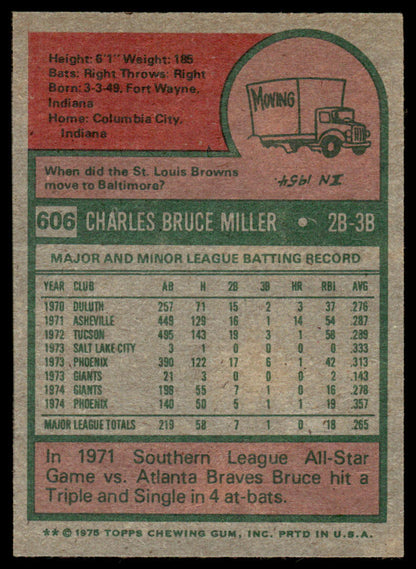 Height: 6'1" Weight: 185
Bats: Right Throws: Right
Born: 3-3-49, Fort Wayne,
Indiana
Home: Columbia City,
Indiana
MOVING
When did the St. Louis Browns
move to Baltimore?
IN 1954.
606 CHARLES BRUCE MILLER • 2B-3B
MAJOR AND MINOR LEAGUE BATTING RECORD
YEAR CLUB AB H 2B 3B HR RBI AVG
1970 DULUTH 257 71 15 2 3 37 .276
1971 ASHEVILLE 449 129 16 1 14 54 .287
1972 TUCSON 495 143 19 3 1 56 .289
1973 SALT LAKE CITY 3 1 0 0 0 0 .333
1973 PHOENIX 390 122 17 6 1 42 .313
1973 GIANTS 21 3 0 0 0 2 .143
1974 GIANTS 198 55 7 1 0 16 .278
1974 PHOENIX 140 50 5 1 1 19 .357
MAJOR LEAGUE TOTALS 219 58 7 1 0 18 .265
In 1971 Southern League All-Star
Game vs. Atlanta Braves Bruce hit a
Triple and Single in 4 at-bats.
** © 1975 TOPPS CHEWING GUM, INC. PRTD IN U.S.A.